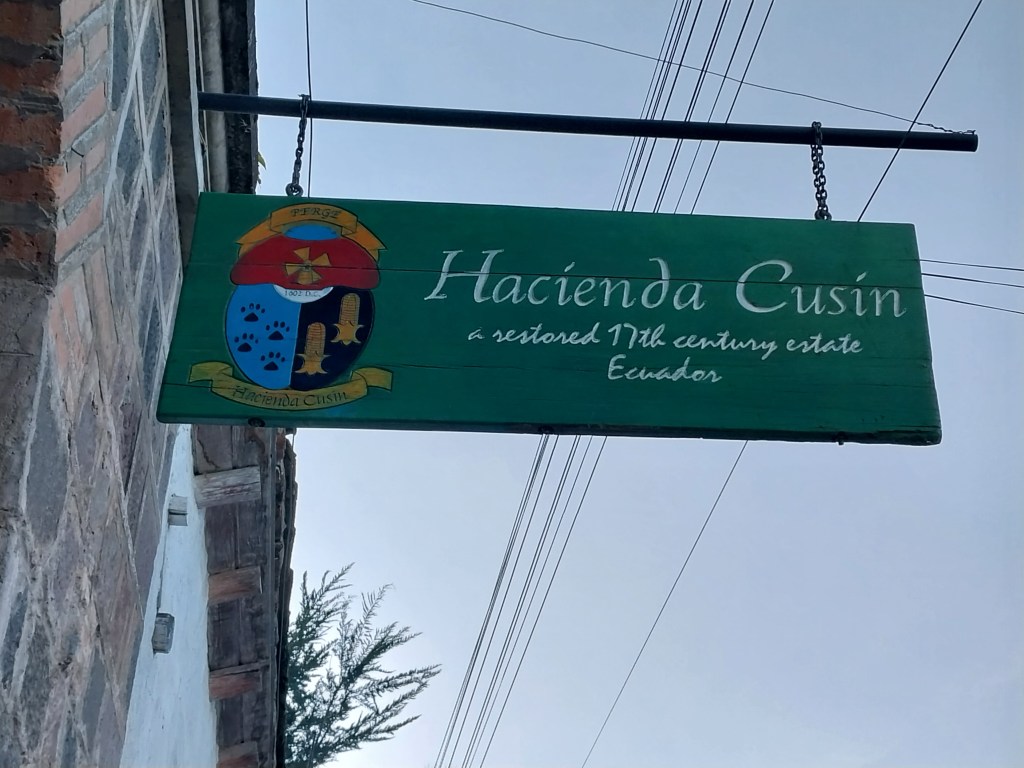 PERGE
1602 D.C.
Hacienda Cusin
Hacienda Cusin
a restored 17th century estate
Ecuador